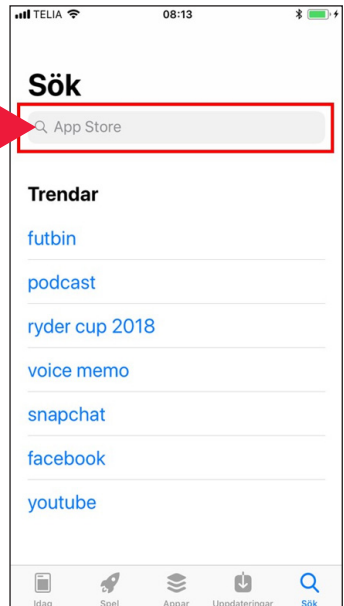 TELIA 08:13
Sök
App Store
Trendar
futbin
podcast
ryder cup 2018
voice memo
snapchat
facebook
youtube
Idag Spel Appar Uppdateringar Sök